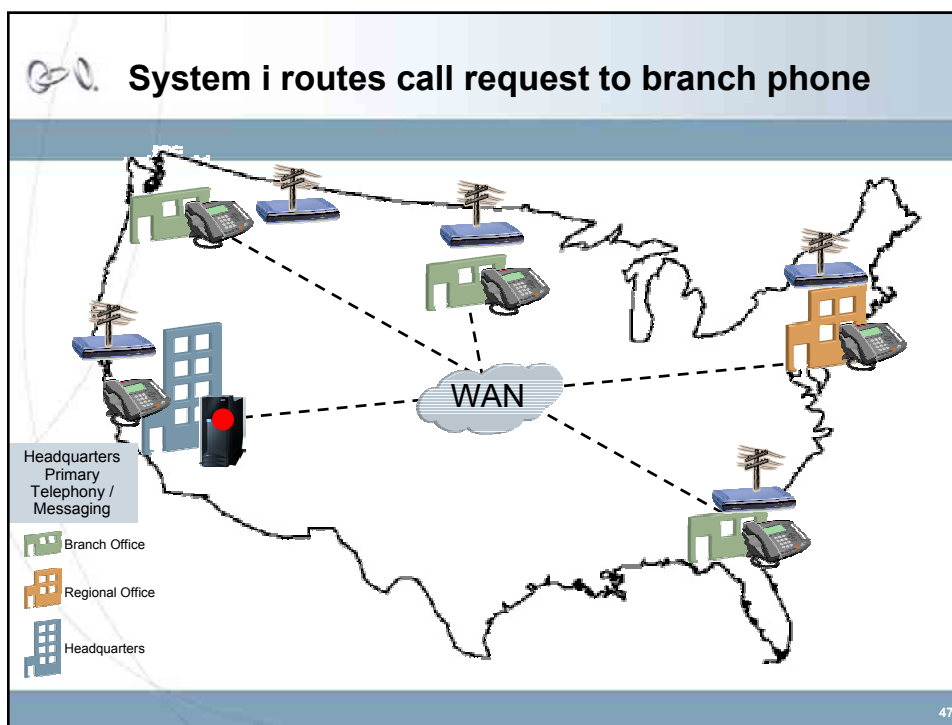 System i routes call request to branch phone
WAN
Headquarters
Primary
Telephony /
Messaging
Branch Office
Regional Office
Headquarters
47